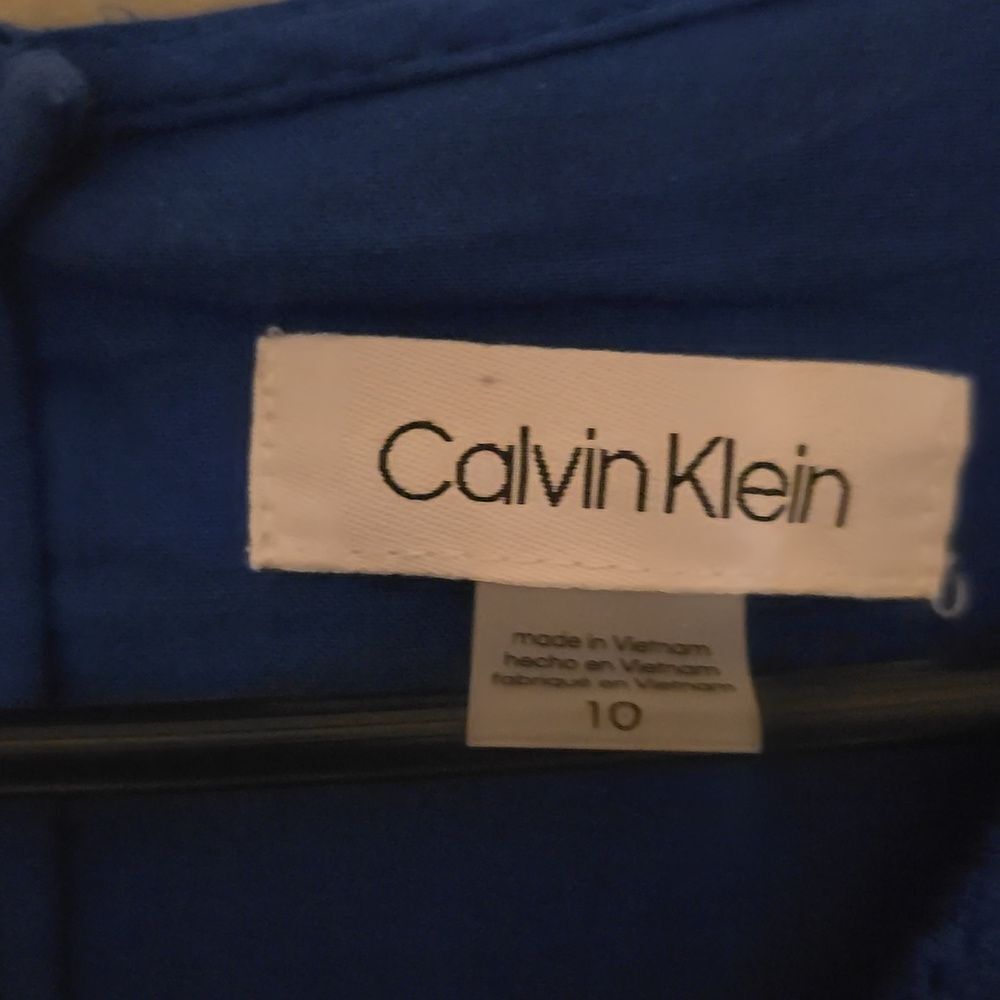 Calvin Klein
made in Vietnam
hecho en Vietnam
fabriqué en Vietnam
10